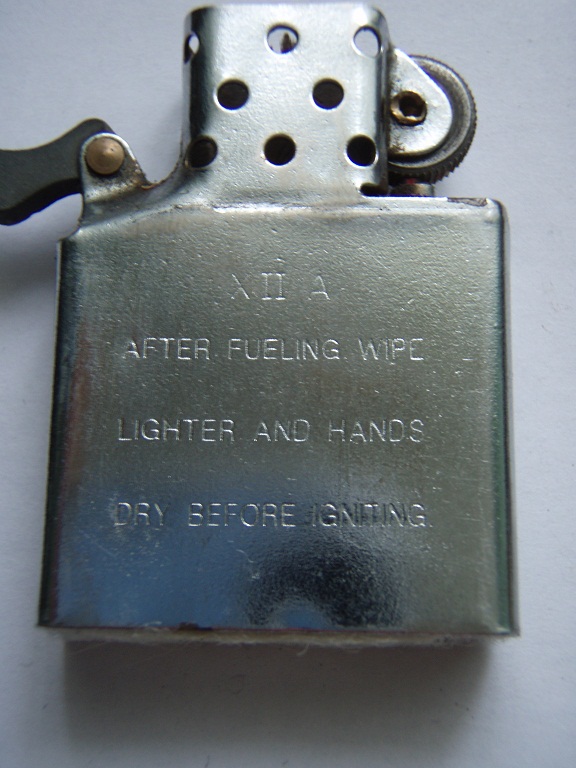 XII A
AFTER FUELING WIPE
LIGHTER AND HANDS
DRY BEFORE IGNITING.